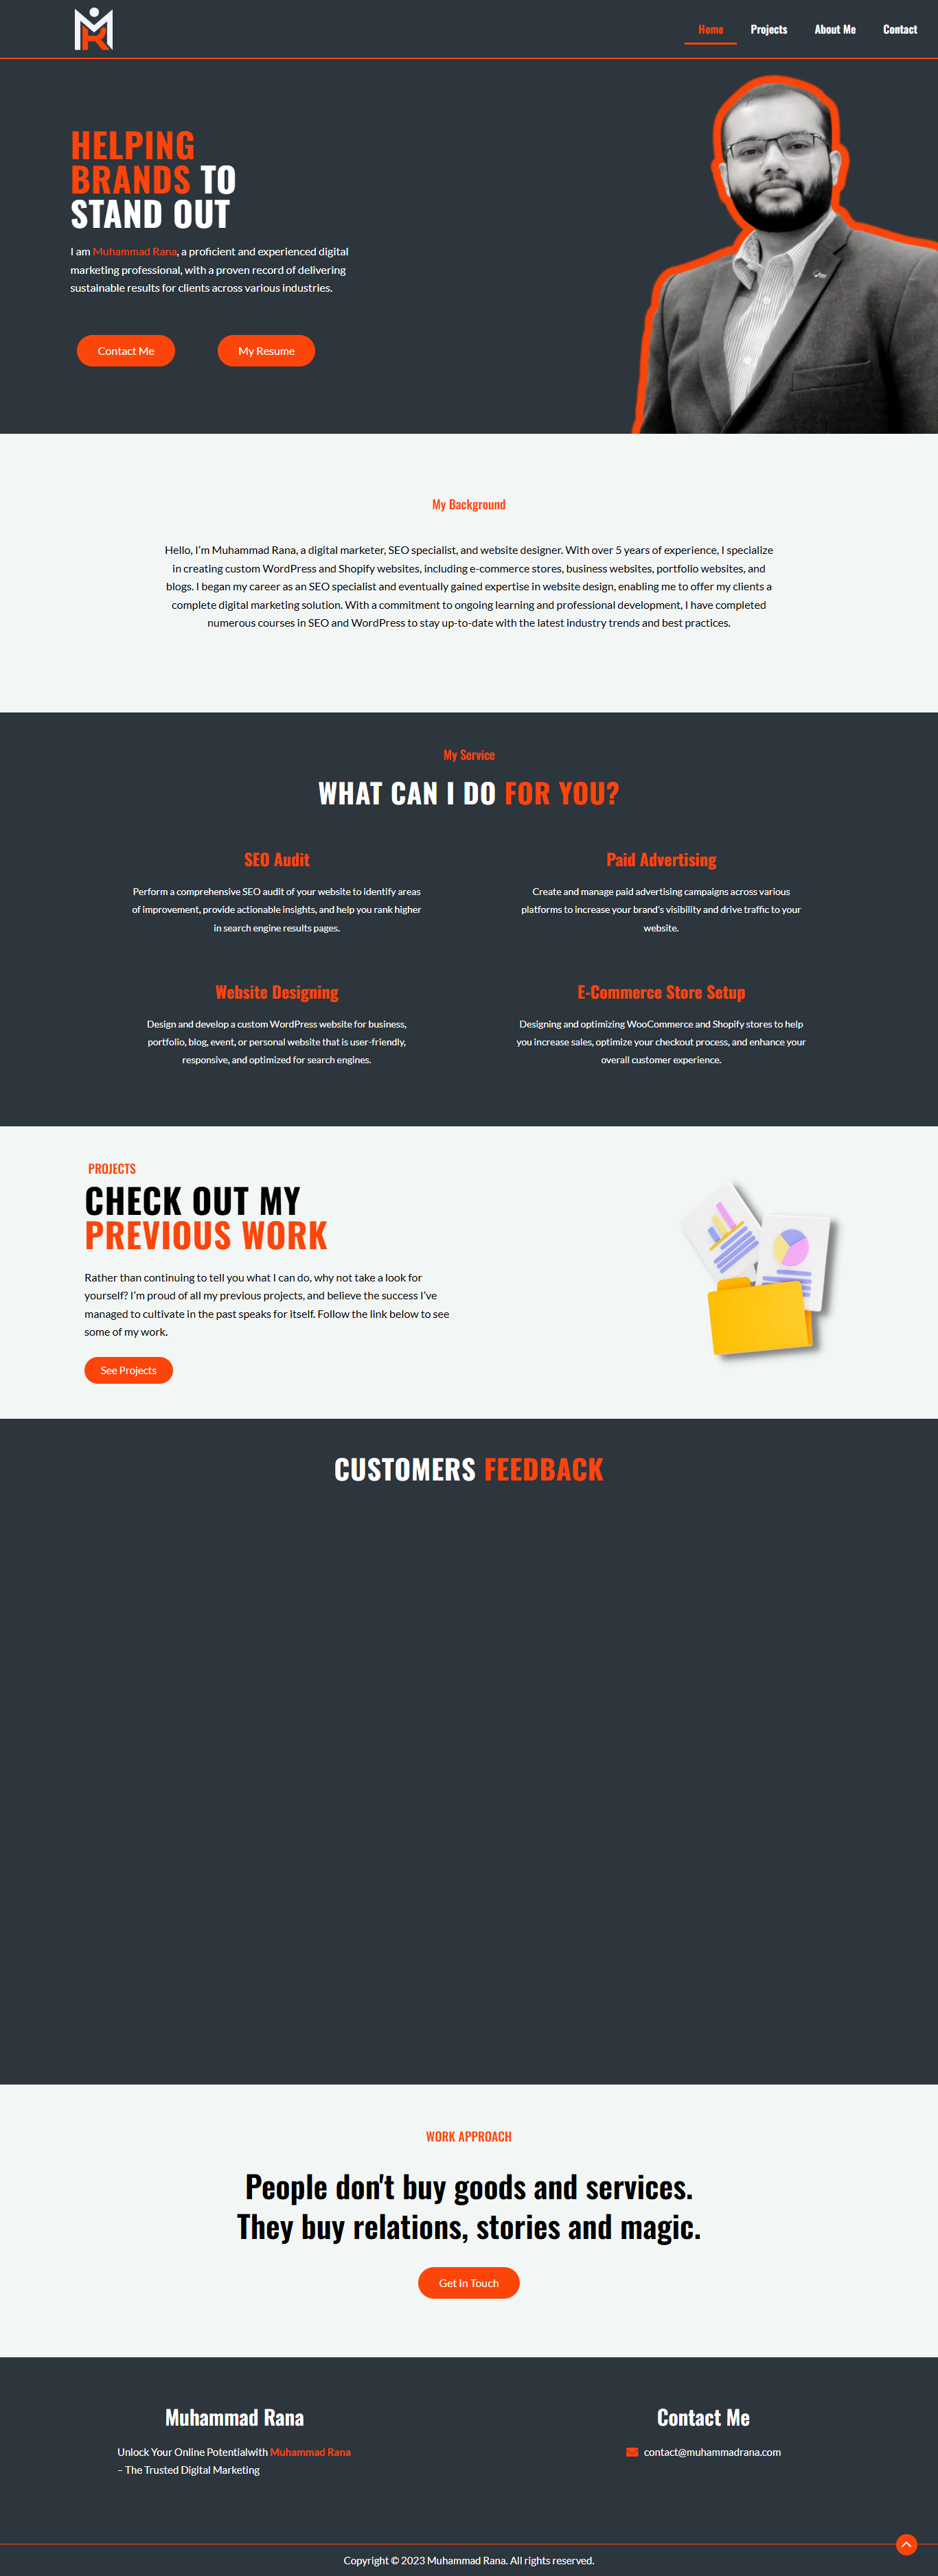 MR
Home
Projects
About Me
Contact
HELPING
BRANDS TO
STAND OUT
I am Muhammad Rana, a proficient and experienced digital
marketing professional, with a proven record of delivering
sustainable results for clients across various industries.
Contact Me
My Resume
My Background
Hello, I’m Muhammad Rana, a digital marketer, SEO specialist, and website designer. With over 5 years of experience, I specialize
in creating custom WordPress and Shopify websites, including e-commerce stores, business websites, portfolio websites, and
blogs. I began my career as an SEO specialist and eventually gained expertise in website design, enabling me to offer my clients a
complete digital marketing solution. With a commitment to ongoing learning and professional development, I have completed
numerous courses in SEO and WordPress to stay up-to-date with the latest industry trends and best practices.
My Service
WHAT CAN I DO FOR YOU?
SEO Audit
Perform a comprehensive SEO audit of your website to identify areas
of improvement, provide actionable insights, and help you rank higher
in search engine results pages.
Paid Advertising
Create and manage paid advertising campaigns across various
platforms to increase your brand’s visibility and drive traffic to your
website.
Website Designing
Design and develop a custom WordPress website for business,
portfolio, blog, event, or personal website that is user-friendly,
responsive, and optimized for search engines.
E-Commerce Store Setup
Designing and optimizing WooCommerce and Shopify stores to help
you increase sales, optimize your checkout process, and enhance your
overall customer experience.
PROJECTS
CHECK OUT MY
PREVIOUS WORK
Rather than continuing to tell you what I can do, why not take a look for
yourself? I’m proud of all my previous projects, and believe the success I’ve
managed to cultivate in the past speaks for itself. Follow the link below to see
some of my work.
See Projects
CUSTOMERS FEEDBACK
WORK APPROACH
People don't buy goods and services.
They buy relations, stories and magic.
Get in Touch
Muhammad Rana
Unlock Your Online Potentialwith Muhammad Rana
– The Trusted Digital Marketing
Contact Me
contact@muhammadrana.com
Copyright © 2023 Muhammad Rana. All rights reserved.